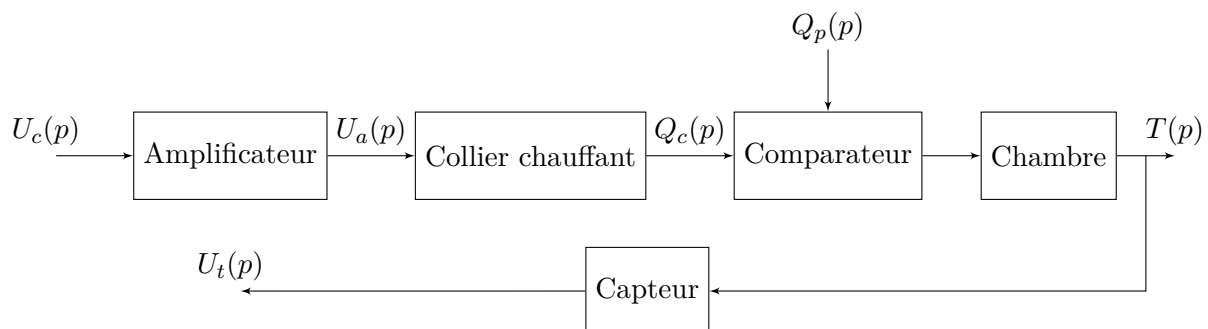 Q_p(p)
U_c(p)
Amplificateur
U_a(p)
Collier chauffant
Q_c(p)
Comparateur
Chambre
T(p)
U_t(p)
Capteur